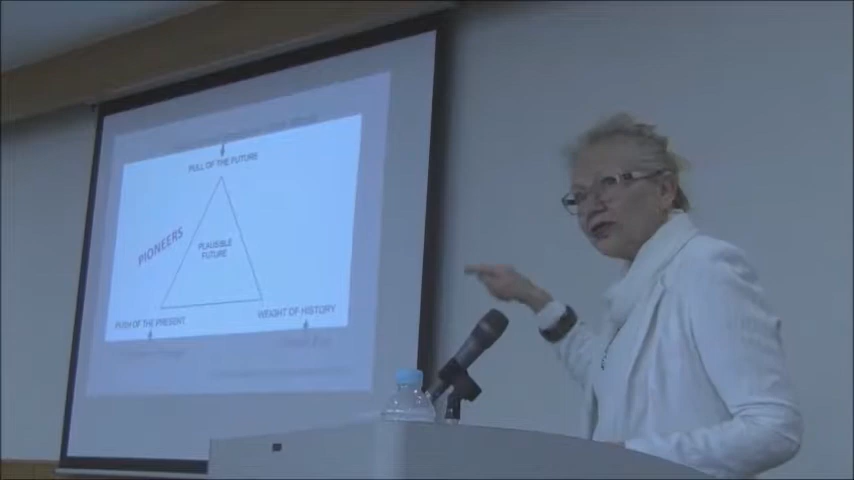 PULL OF THE FUTURE
PIONEERS
PLAUSIBLE
FUTURE
PUSH OF THE PRESENT
WEIGHT OF HISTORY